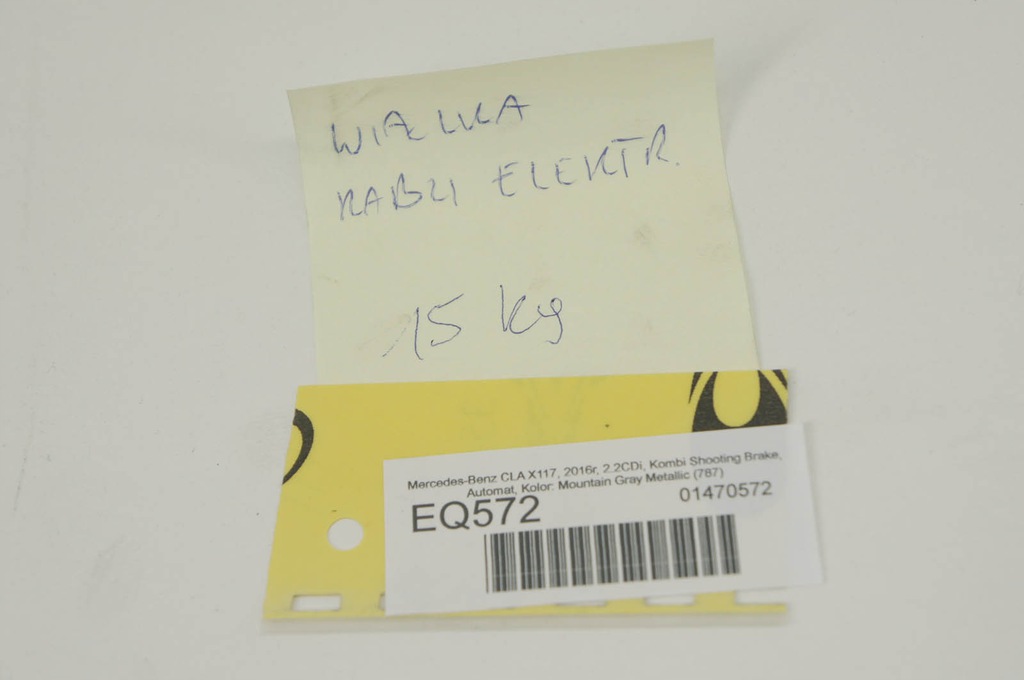 WIĄZKA
KABLI ELEKTR.
15 kg
Mercedes-Benz CLA X117, 2016r, 2.2CDi, Kombi Shooting Brake,
Automat, Kolor: Mountain Gray Metallic (787)
EQ572
01470572